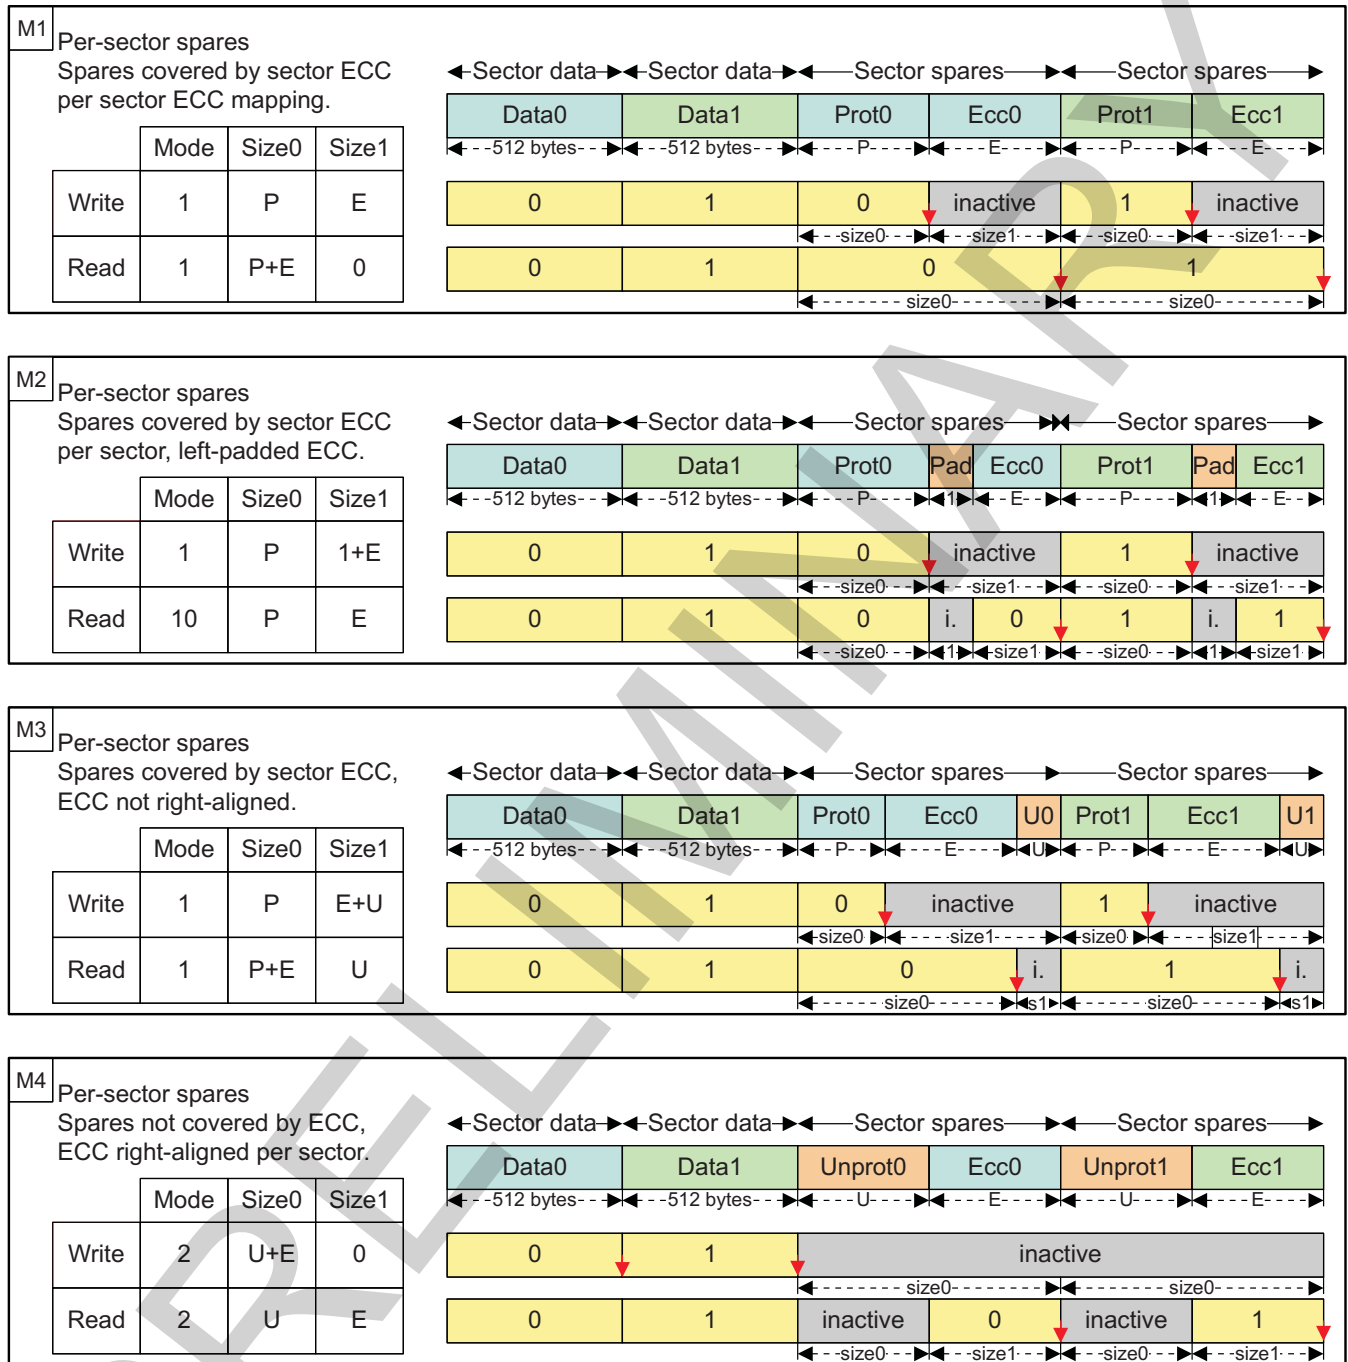 M1
Per-sector spares
Spares covered by sector ECC
per sector ECC mapping.
Mode Size0 Size1
Write 1 P E
Read 1 P+E 0
Sector data Sector data Sector spares Sector spares
Data0 Data1 Prot0 Ecc0 Prot1 Ecc1
512 bytes 512 bytes P E P E
0 1 0 inactive 1 inactive
size0 size1 size0 size1
0 1 0 1
size0 size0
M2
Per-sector spares
Spares covered by sector ECC
per sector, left-padded ECC.
Mode Size0 Size1
Write 1 P 1+E
Read 10 P E
Sector data Sector data Sector spares Sector spares
Data0 Data1 Prot0 Pad Ecc0 Prot1 Pad Ecc1
512 bytes 512 bytes P 1 E P 1 E
0 1 0 inactive 1 inactive
size0 size1 size0 size1
0 1 0 i. 0 1 i. 1
size0 1 size1 size0 1 size1
M3
Per-sector spares
Spares covered by sector ECC,
ECC not right-aligned.
Mode Size0 Size1
Write 1 P E+U
Read 1 P+E U
Sector data Sector data Sector spares Sector spares
Data0 Data1 Prot0 Ecc0 U0 Prot1 Ecc1 U1
512 bytes 512 bytes P E U P E U
0 1 0 inactive 1 inactive
size0 size1 size0 size1
0 1 0 i. 1 i.
size0 s1 size0 s1
M4
Per-sector spares
Spares not covered by ECC,
ECC right-aligned per sector.
Mode Size0 Size1
Write 2 U+E 0
Read 2 U E
Sector data Sector data Sector spares Sector spares
Data0 Data1 Unprot0 Ecc0 Unprot1 Ecc1
512 bytes 512 bytes U E U E
0 1 inactive
size0 size0
0 1 inactive 0 inactive 1
size0 size1 size0 size1
PRELIMINARY